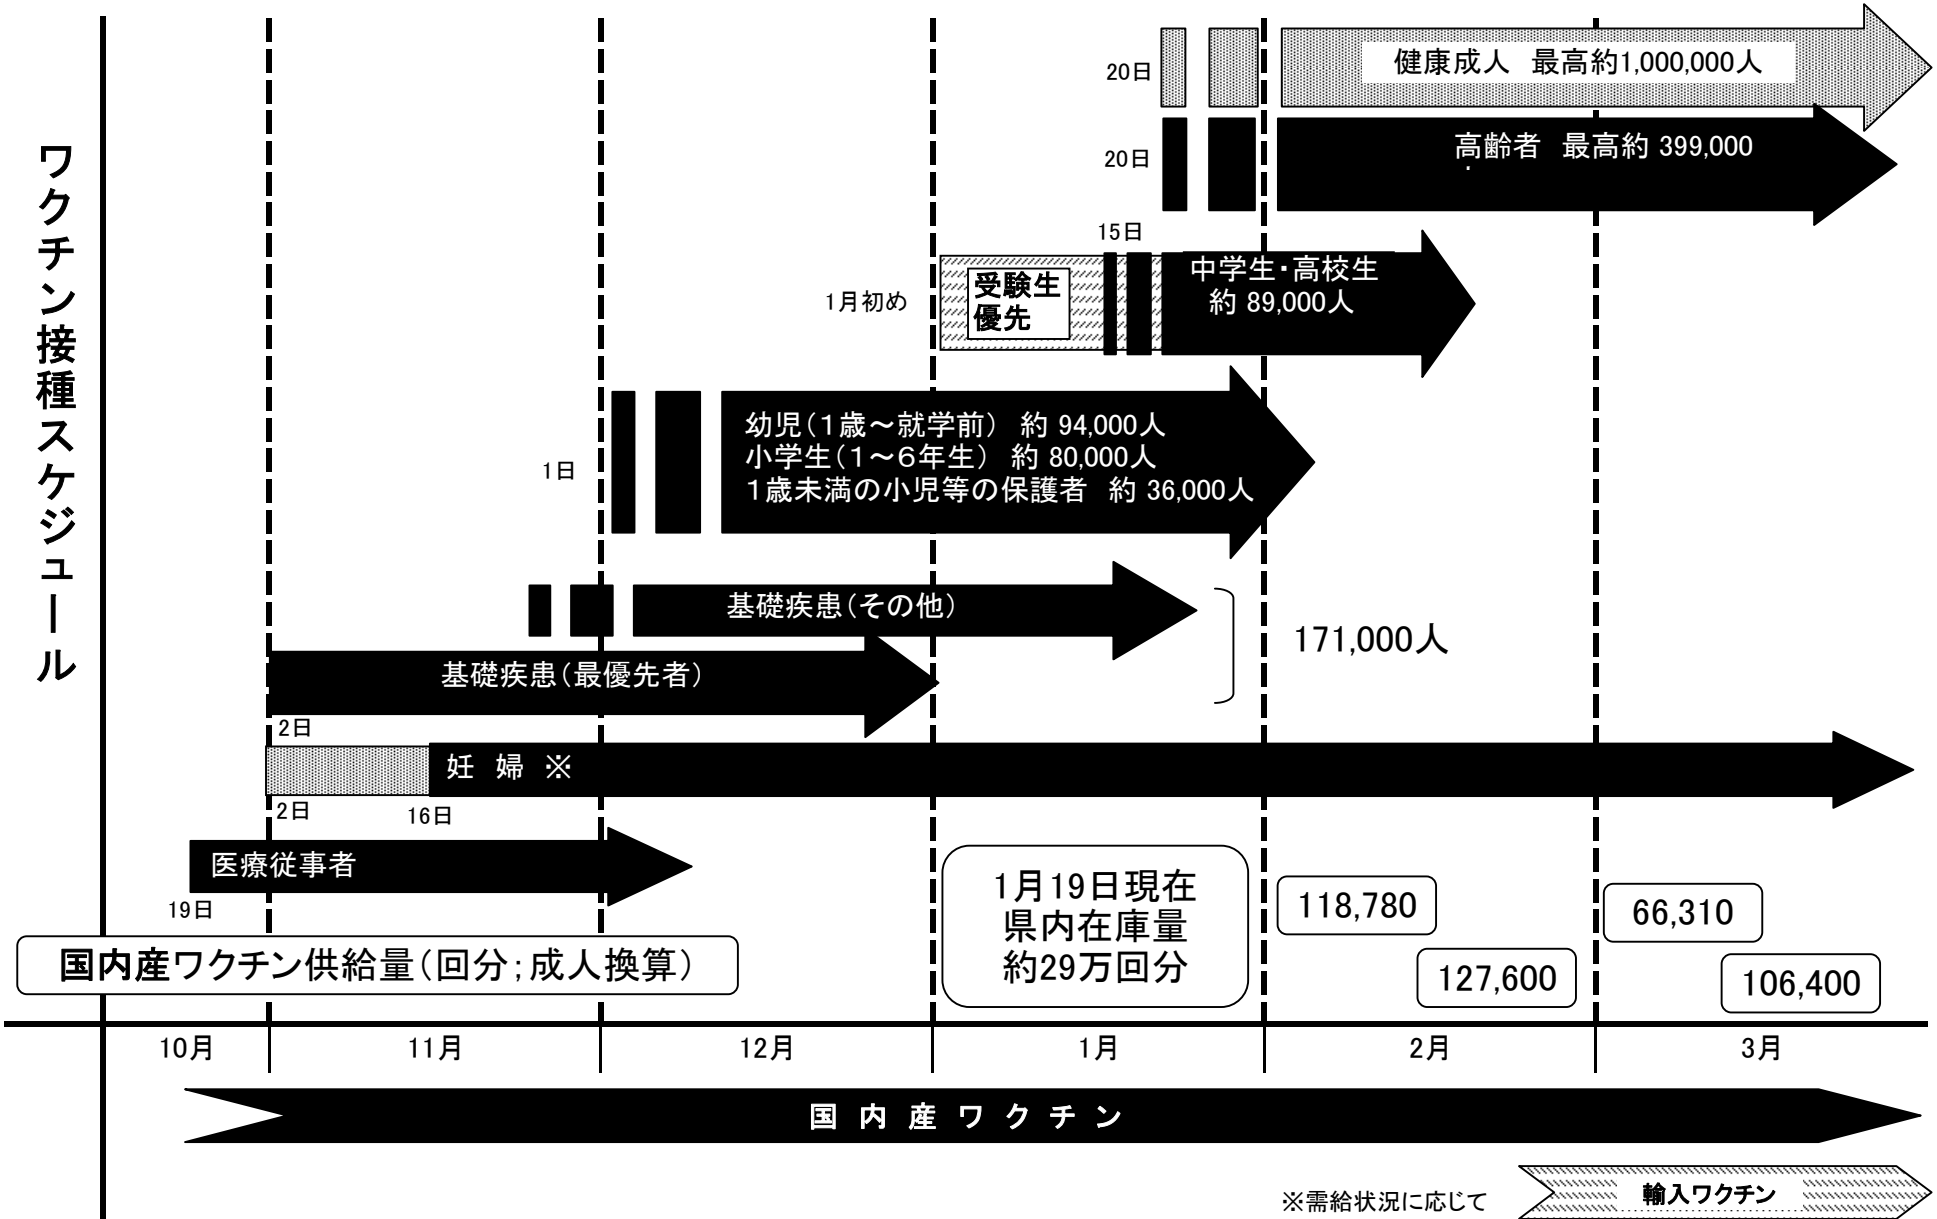 ワクチン接種スケジュール
20日
健康成人　最高約1,000,000人
20日
高齢者　最高約 399,000
15日
1月初め
受験生
優先
中学生・高校生
約 89,000人
1日
幼児（１歳～就学前）　約 94,000人
小学生（１～６年生）　約 80,000人
１歳未満の小児等の保護者　約 36,000人
基礎疾患（その他）
171,000人
基礎疾患（最優先者）
2日
妊　婦　※
2日
16日
医療従事者
19日
国内産ワクチン供給量（回分；成人換算）
1月19日現在
県内在庫量
約29万回分
118,780
127,600
66,310
106,400
10月
11月
12月
1月
2月
3月
国　内　産　ワ　ク　チ　ン
※需給状況に応じて
輸入ワクチン